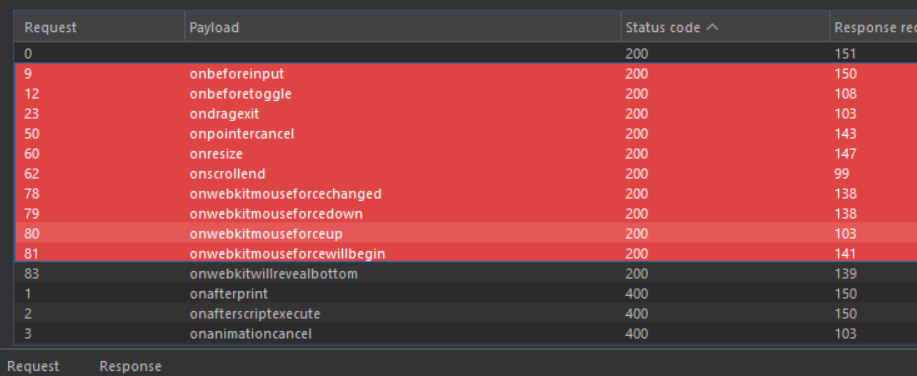 Request Payload Status code Response rec
0 200 151
9 onbeforeinput 200 150
12 onbeforetoggle 200 108
23 ondragexit 200 103
50 onpointercancel 200 143
60 onresize 200 147
62 onscrollend 200 99
78 onwebkitmouseforcechanged 200 138
79 onwebkitmouseforcedown 200 138
80 onwebkitmouseforceup 200 103
81 onwebkitmouseforcewillbegin 200 141
83 onwebkitwillrevealbottom 200 139
1 onafterprint 400 150
2 onafterscriptexecute 400 150
3 onanimationcancel 400 103
Request Response